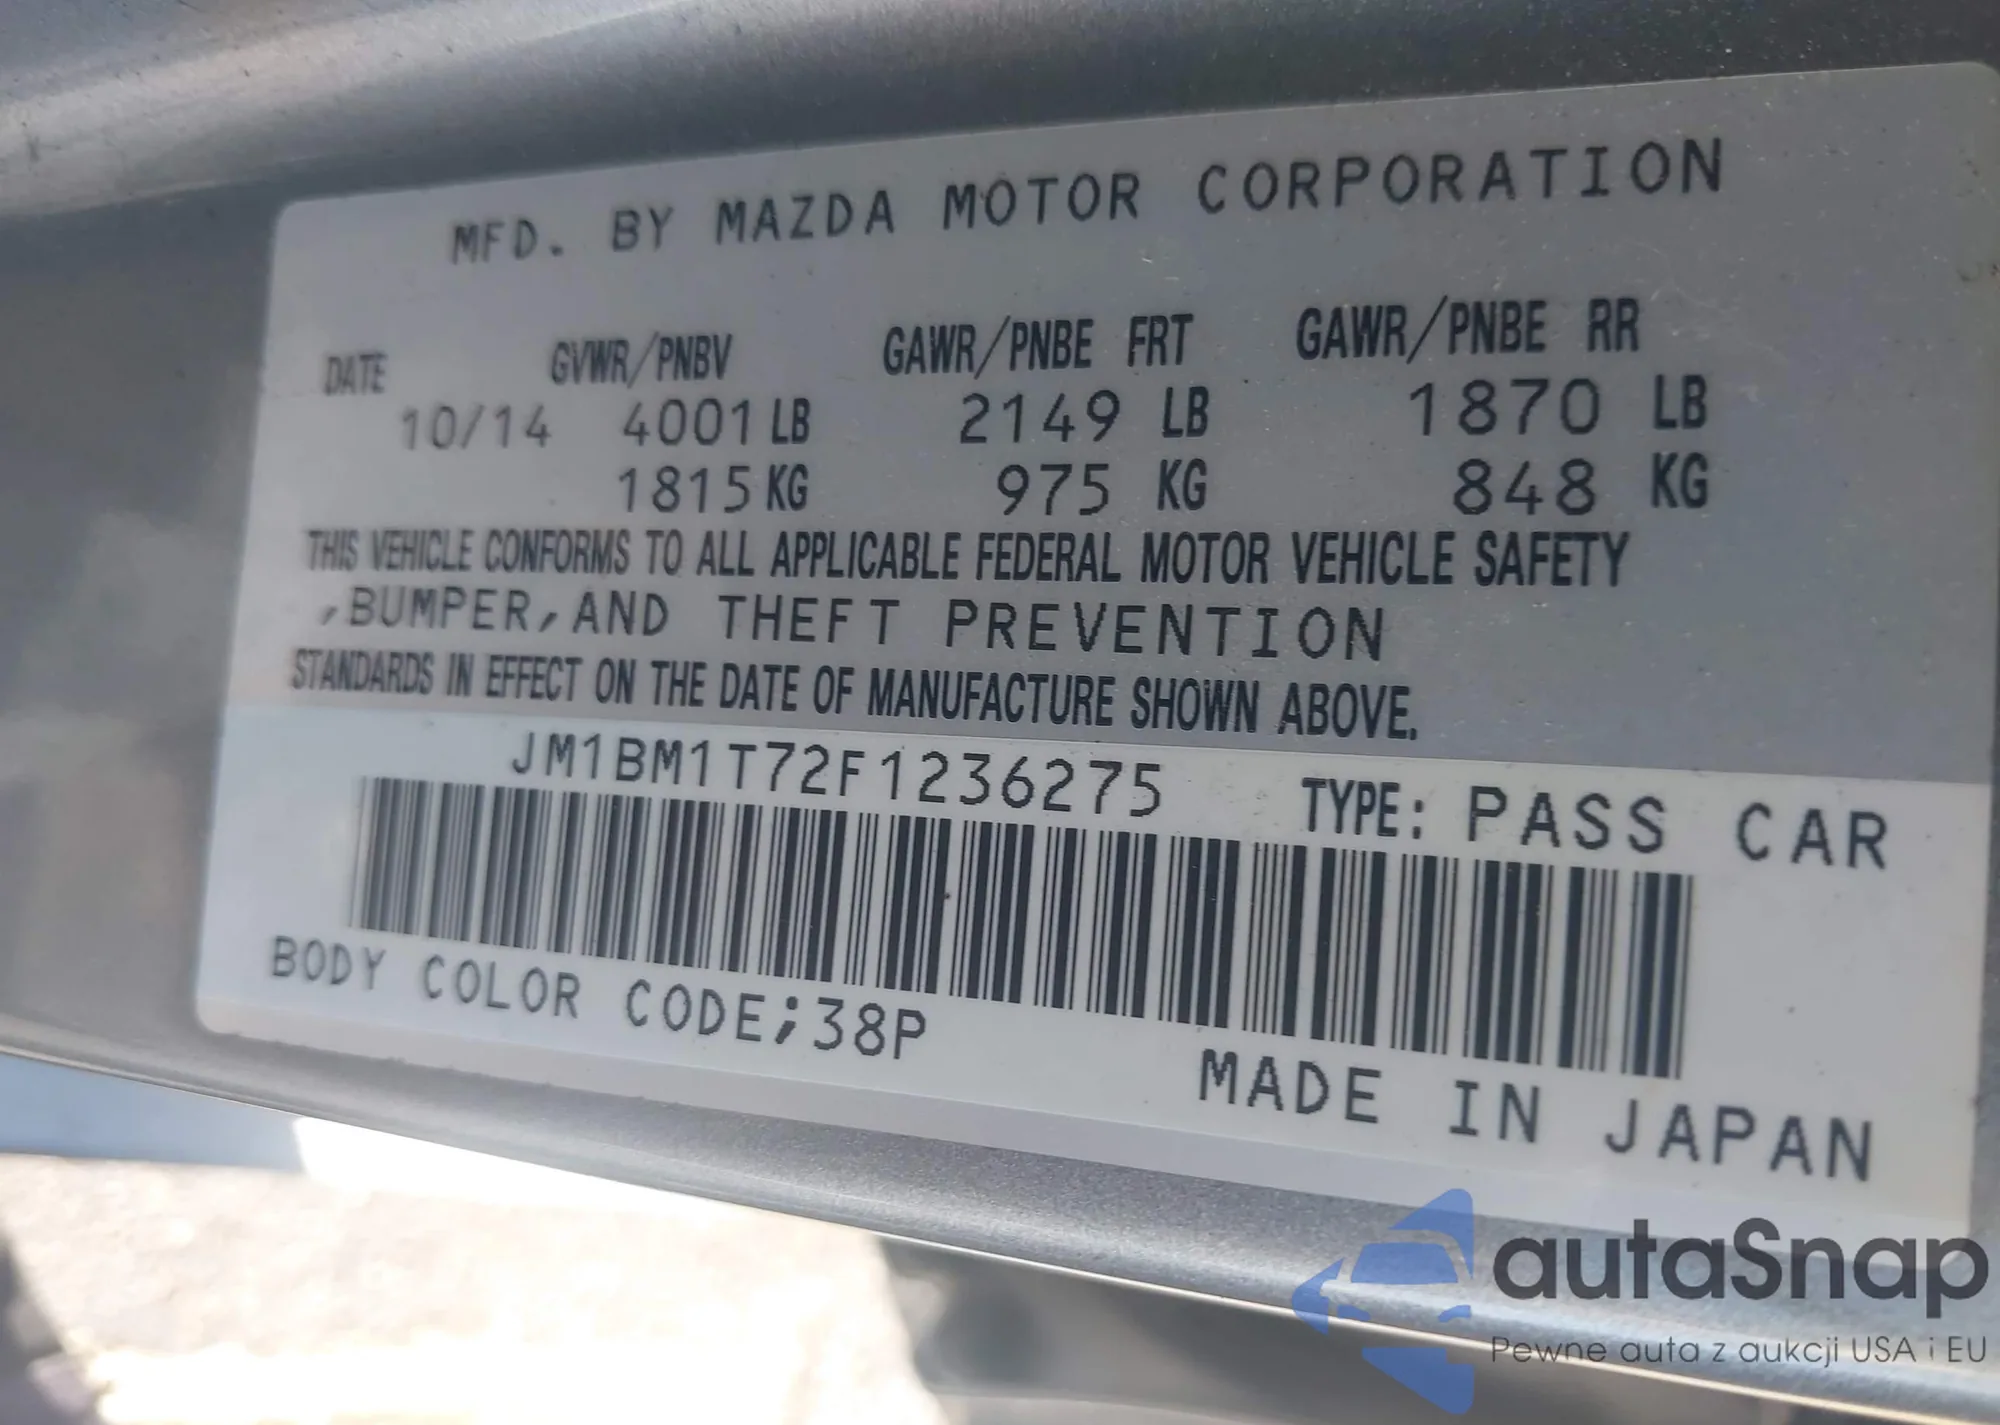 MFD. BY MAZDA MOTOR CORPORATION
DATE GVWR/PNBV GAWR/PNBE FRT GAWR/PNBE RR
10/14 4001 LB 2149 LB 1870 LB
1815 KG 975 KG 848 KG
THIS VEHICLE CONFORMS TO ALL APPLICABLE FEDERAL MOTOR VEHICLE SAFETY
,BUMPER,AND THEFT PREVENTION
STANDARDS IN EFFECT ON THE DATE OF MANUFACTURE SHOWN ABOVE.
JM1BM1T72F1236275 TYPE: PASS CAR
BODY COLOR CODE;38P
MADE IN JAPAN
autaSnap
Pewne auta z aukcji USA i EU